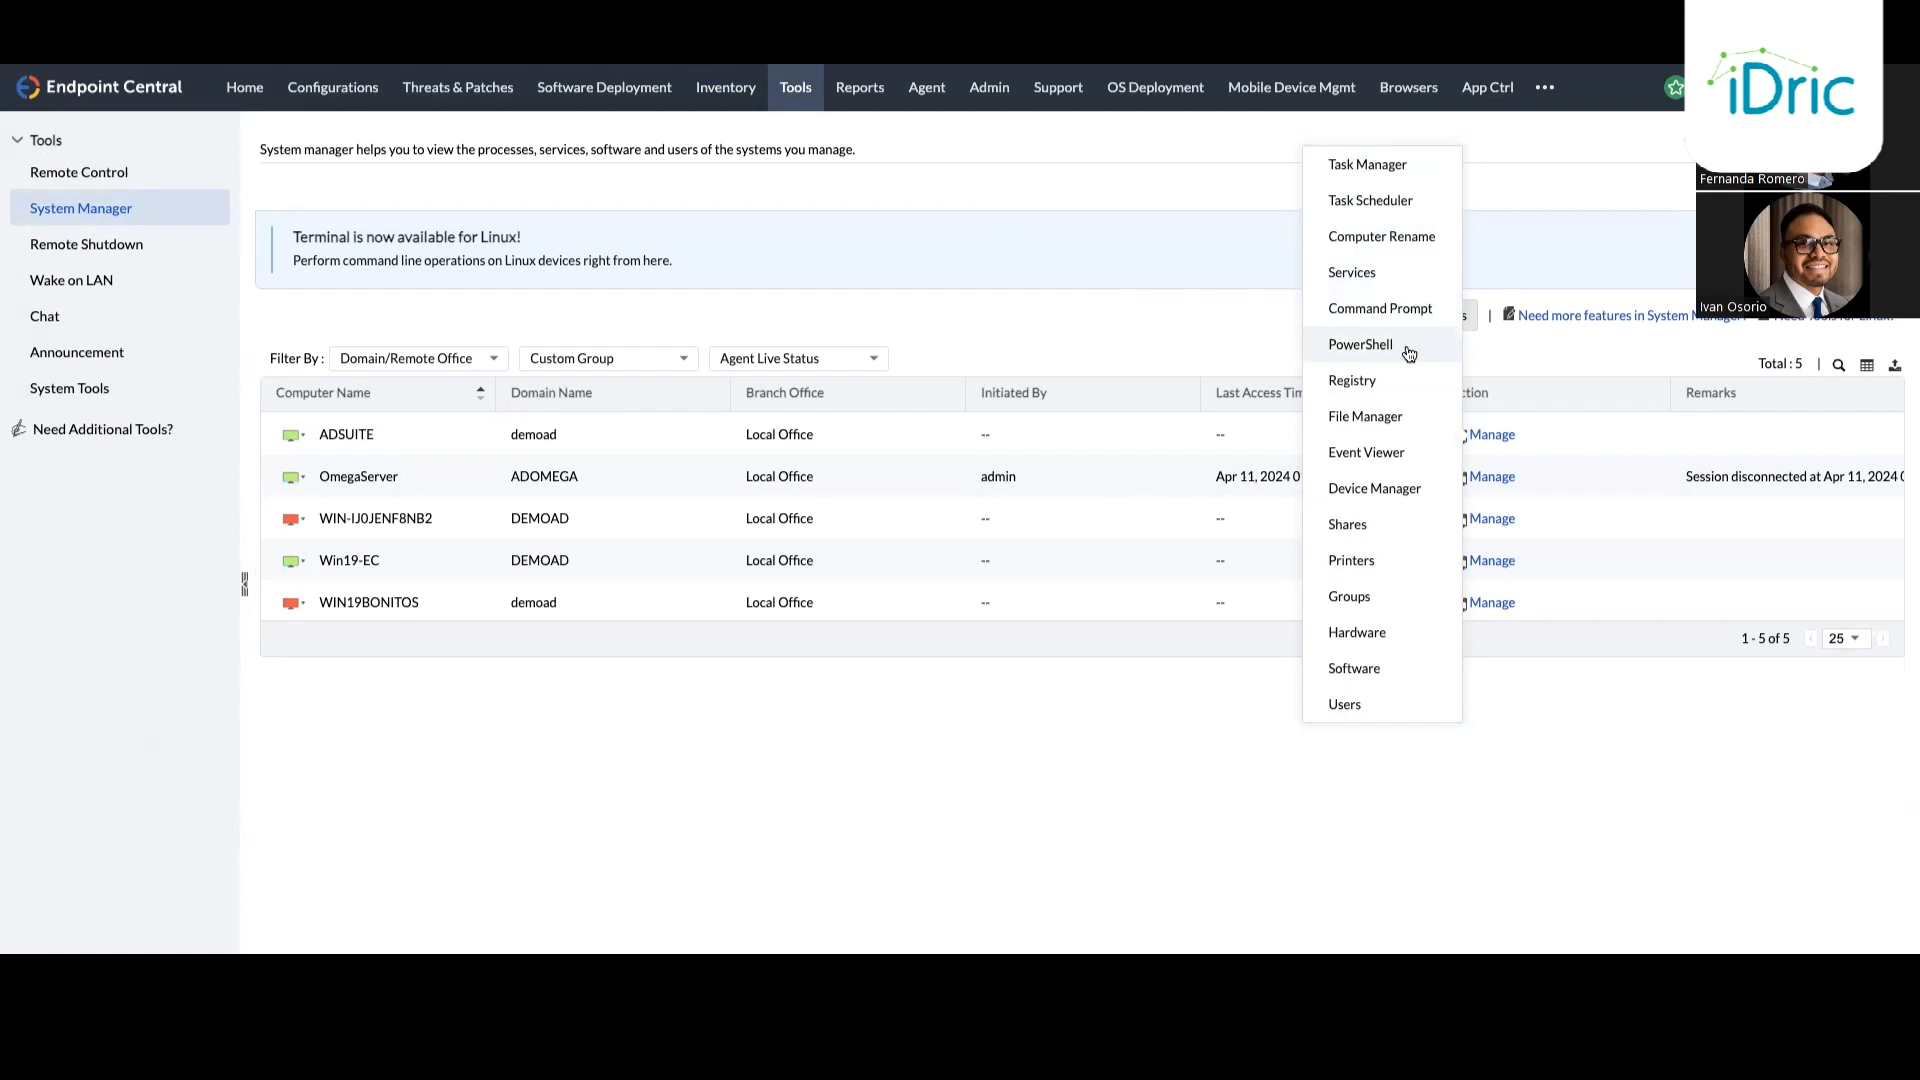 iDric
Endpoint Central
Home Configurations Threats & Patches Software Deployment Inventory Tools Reports Agent Admin Support OS Deployment Mobile Device Mgmt Browsers App Ctrl •••
Tools
Remote Control
System Manager
Remote Shutdown
Wake on LAN
Chat
Announcement
System Tools
Need Additional Tools?
System manager helps you to view the processes, services, software and users of the systems you manage.
Terminal is now available for Linux!
Perform command line operations on Linux devices right from here.
Fernanda Romero
Ivan Osorio
| Need more features in System
Filter By : Domain/Remote Office Custom Group Agent Live Status
Total : 5 |
Computer Name Domain Name Branch Office Initiated By Last Access Tim ction Remarks
ADSUITE demoad Local Office -- -- Manage
OmegaServer ADOMEGA Local Office admin Apr 11, 2024 0 Manage Session disconnected at Apr 11, 2024
WIN-IJ0JENF8NB2 DEMOAD Local Office -- -- Manage
Win19-EC DEMOAD Local Office -- -- Manage
WIN19BONITOS demoad Local Office -- -- Manage
1 - 5 of 5 25
Task Manager
Task Scheduler
Computer Rename
Services
Command Prompt
PowerShell
Registry
File Manager
Event Viewer
Device Manager
Shares
Printers
Groups
Hardware
Software
Users